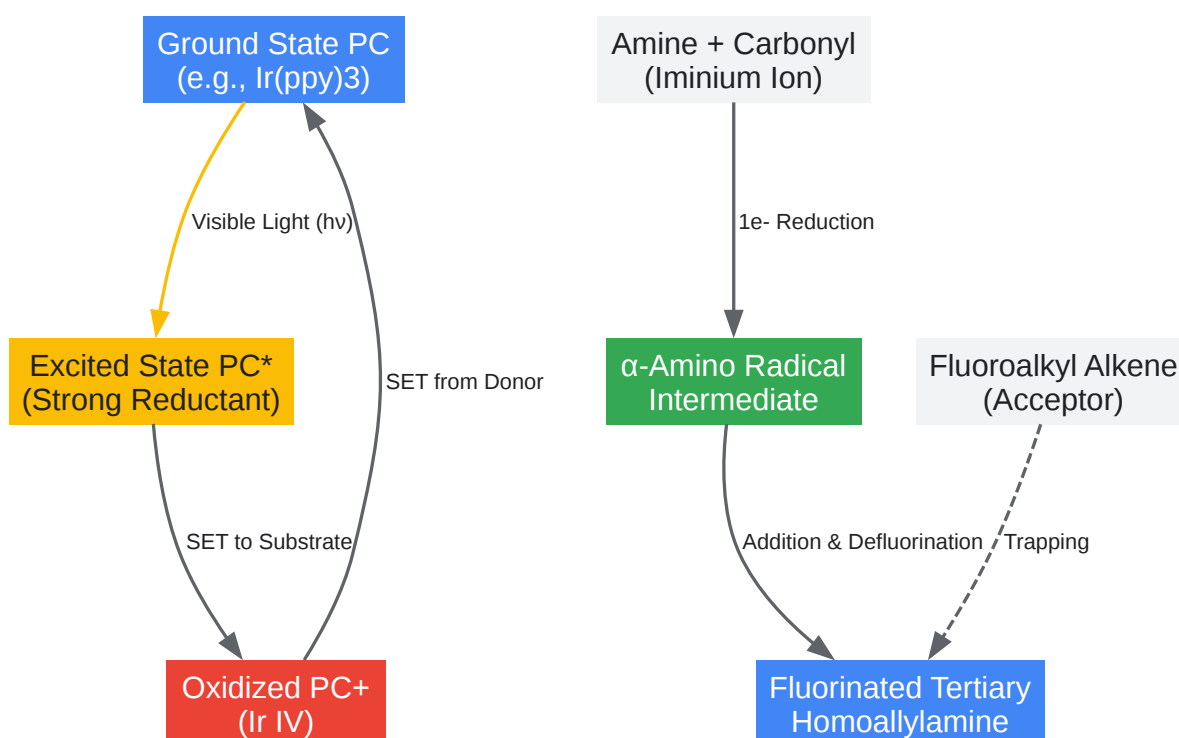 Ground State PC
(e.g., Ir(ppy)3)
Amine + Carbonyl
(Iminium Ion)
Visible Light (hν)
1e- Reduction
Excited State PC*
(Strong Reductant)
SET from Donor
α-Amino Radical
Intermediate
Fluoroalkyl Alkene
(Acceptor)
SET to Substrate
Addition & Defluorination
Trapping
Oxidized PC+
(Ir IV)
Fluorinated Tertiary
Homoallylamine